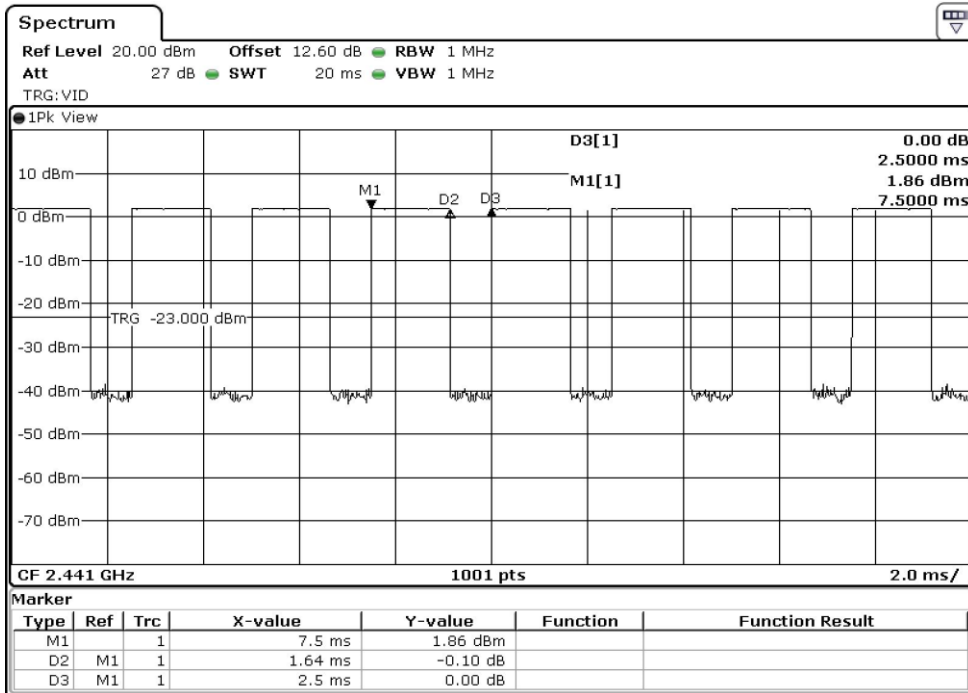 Spectrum
Ref Level 20.00 dBm Offset 12.60 dB RBW 1 MHz
Att 27 dB SWT 20 ms VBW 1 MHz
TRG:VID
1Pk View
D3[1] 0.00 dB
2.5000 ms
M1[1] 1.86 dBm
7.5000 ms
10 dBm
M1 D2 D3
0 dBm
-10 dBm
-20 dBm
TRG -23.000 dBm
-30 dBm
-40 dBm
-50 dBm
-60 dBm
-70 dBm
CF 2.441 GHz 1001 pts 2.0 ms/
Marker
Type Ref Trc X-value Y-value Function Function Result
M1 1 7.5 ms 1.86 dBm
D2 M1 1 1.64 ms -0.10 dB
D3 M1 1 2.5 ms 0.00 dB